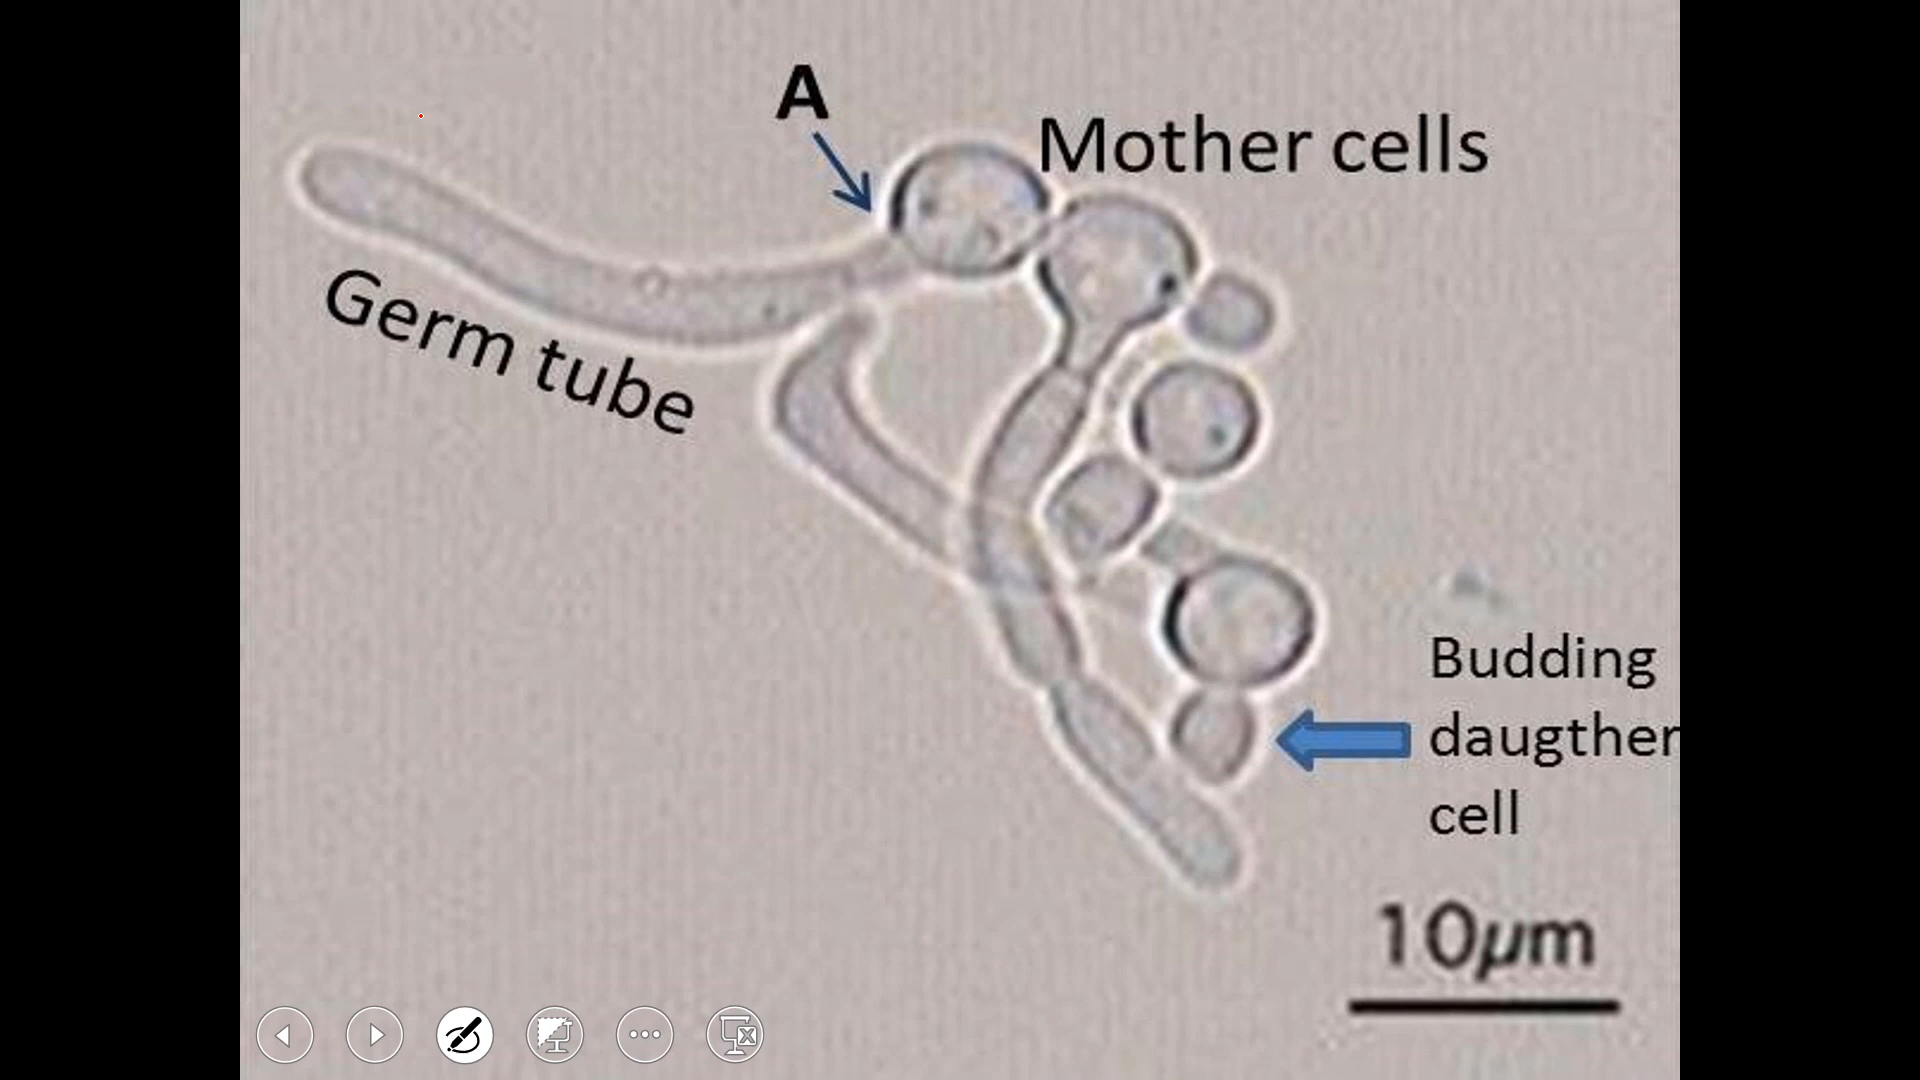 A
Mother cells
Germ tube
Budding
daugther
cell
10µm